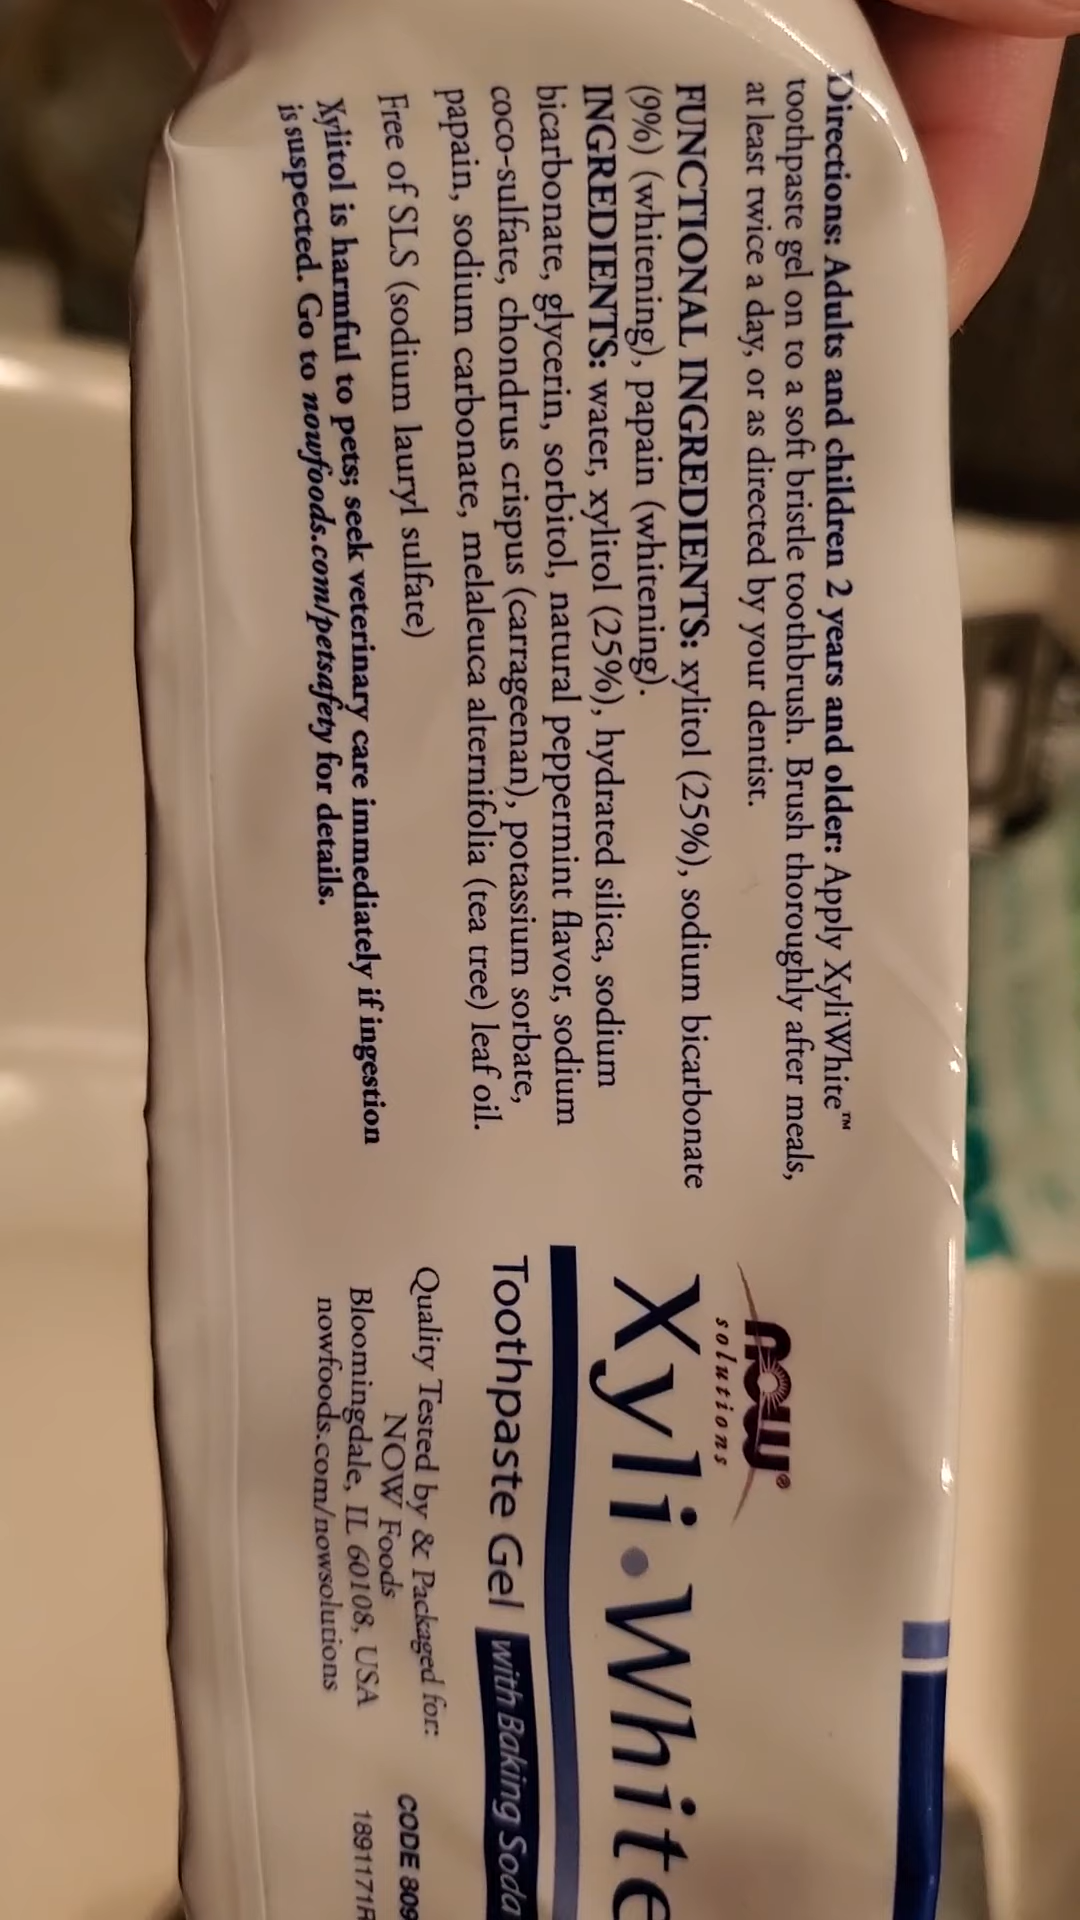 Directions: Adults and children 2 years and older: Apply XyliWhite™
toothpaste gel on to a soft bristle toothbrush. Brush thoroughly after meals,
at least twice a day, or as directed by your dentist.
FUNCTIONAL INGREDIENTS: xylitol (25%), sodium bicarbonate
(9%) (whitening), papain (whitening).
INGREDIENTS: water, xylitol (25%), hydrated silica, sodium
bicarbonate, glycerin, sorbitol, natural peppermint flavor, sodium
coco-sulfate, chondrus crispus (carrageenan), potassium sorbate,
papain, sodium carbonate, melaleuca alternifolia (tea tree) leaf oil.
Free of SLS (sodium lauryl sulfate)
Xylitol is harmful to pets; seek veterinary care immediately if ingestion
is suspected. Go to nowfoods.com/petsafety for details.
now®
solutions
Xyli•White
Toothpaste Gel with Baking Soda
Quality Tested by & Packaged for:
NOW Foods
Bloomingdale, IL 60108, USA
nowfoods.com/nowsolutions
CODE 809
1891171